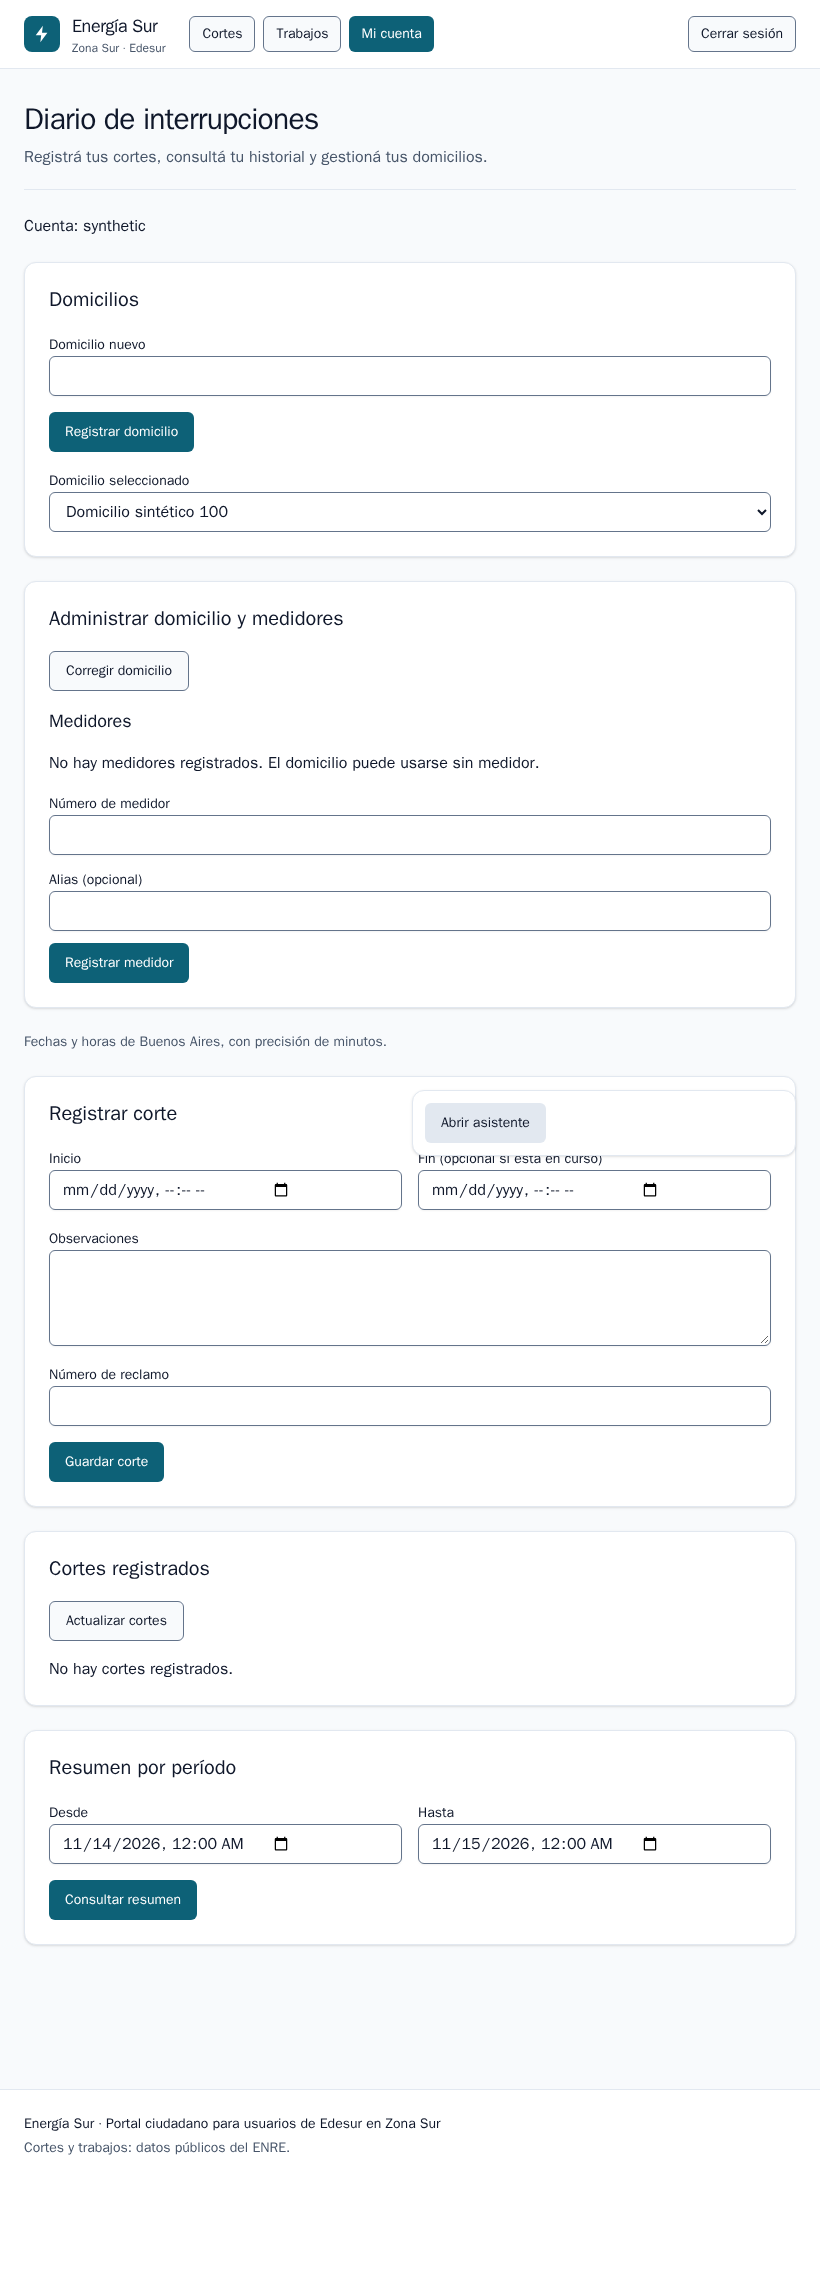 Energía Sur
Zona Sur · Edesur
Cortes
Trabajos
Mi cuenta
Cerrar sesión
Diario de interrupciones
Registrá tus cortes, consultá tu historial y gestioná tus domicilios.
Cuenta: synthetic
Domicilios
Domicilio nuevo
Registrar domicilio
Domicilio seleccionado
Domicilio sintético 100
Administrar domicilio y medidores
Corregir domicilio
Medidores
No hay medidores registrados. El domicilio puede usarse sin medidor.
Número de medidor
Alias (opcional)
Registrar medidor
Fechas y horas de Buenos Aires, con precisión de minutos.
Registrar corte
Abrir asistente
Inicio
Fin (opcional si está en curso)
mm/dd/yyyy, --:-- --
mm/dd/yyyy, --:-- --
Observaciones
Número de reclamo
Guardar corte
Cortes registrados
Actualizar cortes
No hay cortes registrados.
Resumen por período
Desde
Hasta
11/14/2026, 12:00 AM
11/15/2026, 12:00 AM
Consultar resumen
Energía Sur · Portal ciudadano para usuarios de Edesur en Zona Sur
Cortes y trabajos: datos públicos del ENRE.